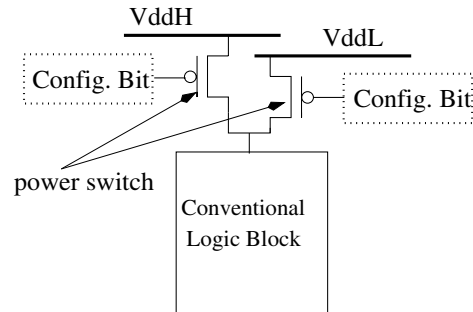 VddH
VddL
Config. Bit
Config. Bit
power switch
Conventional
Logic Block